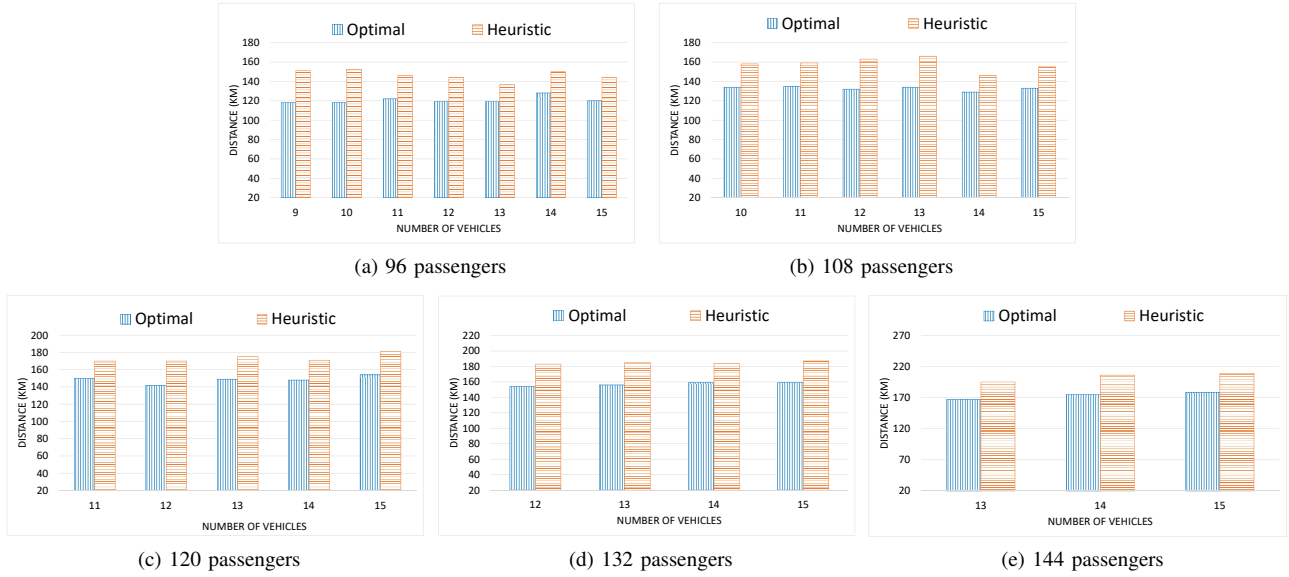 Optimal Heuristic
180
160
140
120
100
80
60
40
20
DISTANCE (KM)
9 10 11 12 13 14 15
NUMBER OF VEHICLES
(a) 96 passengers
Optimal Heuristic
180
160
140
120
100
80
60
40
20
DISTANCE (KM)
10 11 12 13 14 15
NUMBER OF VEHICLES
(b) 108 passengers
Optimal Heuristic
200
180
160
140
120
100
80
60
40
20
DISTANCE (KM)
11 12 13 14 15
NUMBER OF VEHICLES
(c) 120 passengers
Optimal Heuristic
220
200
180
160
140
120
100
80
60
40
20
DISTANCE (KM)
12 13 14 15
NUMBER OF VEHICLES
(d) 132 passengers
Optimal Heuristic
270
220
170
120
70
20
DISTANCE (KM)
13 14 15
NUMBER OF VEHICLES
(e) 144 passengers